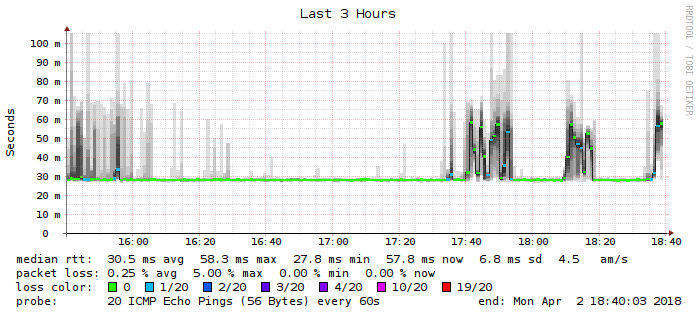 Last 3 Hours
RRDTOOL / TOBI OETIKER
Seconds
100 m
90 m
80 m
70 m
60 m
50 m
40 m
30 m
20 m
10 m
0
16:00 16:20 16:40 17:00 17:20 17:40 18:00 18:20 18:40
median rtt: 30.5 ms avg 58.3 ms max 27.8 ms min 57.8 ms now 6.8 ms sd 4.5 am/s
packet loss: 0.25 % avg 5.00 % max 0.00 % min 0.00 % now
loss color: 0 1/20 2/20 3/20 4/20 10/20 19/20
probe: 20 ICMP Echo Pings (56 Bytes) every 60s end: Mon Apr 2 18:40:03 2018